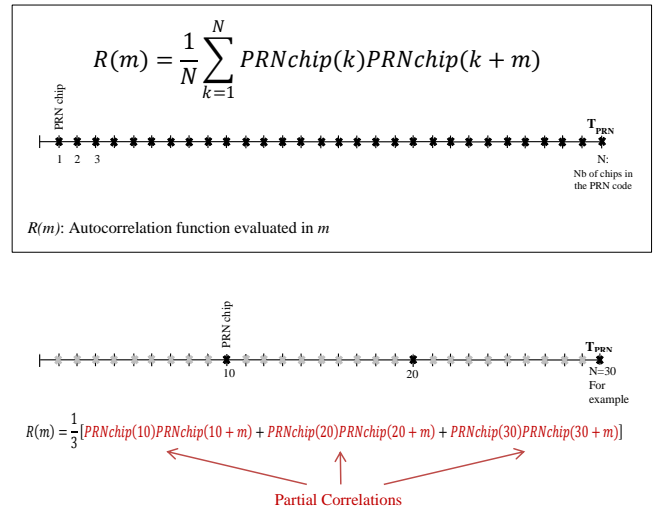 R(m) = 1/N ∑_{k=1}^{N} PRNchip(k)PRNchip(k + m)
PRN chip
T_PRN
1 2 3
N:
Nb of chips in
the PRN code
R(m): Autocorrelation function evaluated in m
PRN chip
T_PRN
10
20
N=30
For
example
R(m) = 1/3 [PRNchip(10)PRNchip(10 + m) + PRNchip(20)PRNchip(20 + m) + PRNchip(30)PRNchip(30 + m)]
Partial Correlations